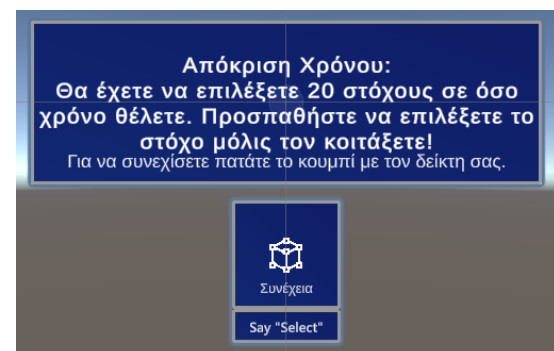 Απόκριση Χρόνου:
Θα έχετε να επιλέξετε 20 στόχους σε όσο
χρόνο θέλετε. Προσπαθήστε να επιλέξετε το
στόχο μόλις τον κοιτάξετε!
Για να συνεχίσετε πατάτε το κουμπί με τον δείκτη σας.
Συνέχεια
Say "Select"